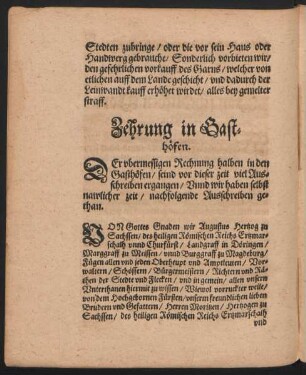 Stedten zubringe / oder die vor sein Haus oder
Handwerg gebrauche / Sonderlich vorbieten wir /
den gefehrlichen vorkauff des Garns / welcher von
etlichen auff dem Lande geschicht / vnd dadurch der
Leinwandt kauff erhöhet wirdet / alles bey gemelter
straff.
Zehrung in Gast-
höfen.
DEr vbermessigen Rechnung halben in den
Gasthöfen / seind vor dieser zeit viel Aus-
schreiben ergangen / Vnnd wir haben selbst
nawlicher zeit / nachfolgende Ausschreiben ge-
than.
VON Gottes Gnaden wir Augustus Hertzog zu
Sachssen / des heiligen Römischen Reichs Ertzmar-
schalh vnnd Churfürst / Landgraff in Döringen /
Marggraff zu Meissen / vnnd Burggraff zu Magdeburg /
Fügen allen vnd jeden Oberheupt vnd Amptleuten / Vor-
waltern / Schössern / Bürgermeistern / Richtern vnd Rä-
then der Stedte vnd Flecken / vnd in gemein / allen vnsern
Vnterthanen hiermit zu wissen / Wiewol vorruckter weile /
von dem Hochgebornen Fürsten / vnserm freundlichen lieben
Brudern vnd Gefattern / Herren Moritzen / Hertzogen zu
Sachssen / des heiligen Römischen Reichs Ertzmarschalh
vnd